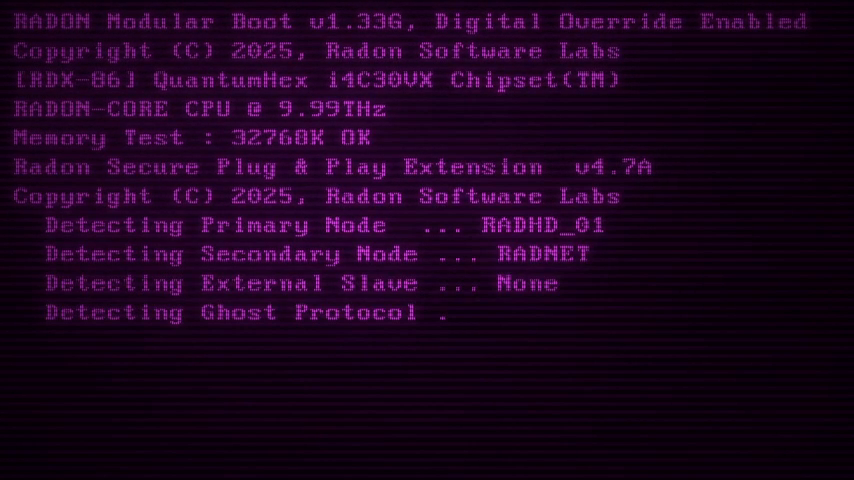 RADON Modular Boot v1.33G, Digital Override Enabled
Copyright (C) 2025, Radon Software Labs
[RDX-86] QuantumHex i4C30VX Chipset(TM)
RADON-CORE CPU @ 9.99THz
Memory Test : 32768K OK
Radon Secure Plug & Play Extension  v4.7A
Copyright (C) 2025, Radon Software Labs
  Detecting Primary Mode  ... RADHD_01
  Detecting Secondary Mode ... RADNET
  Detecting External Slave ... None
  Detecting Ghost Protocol .